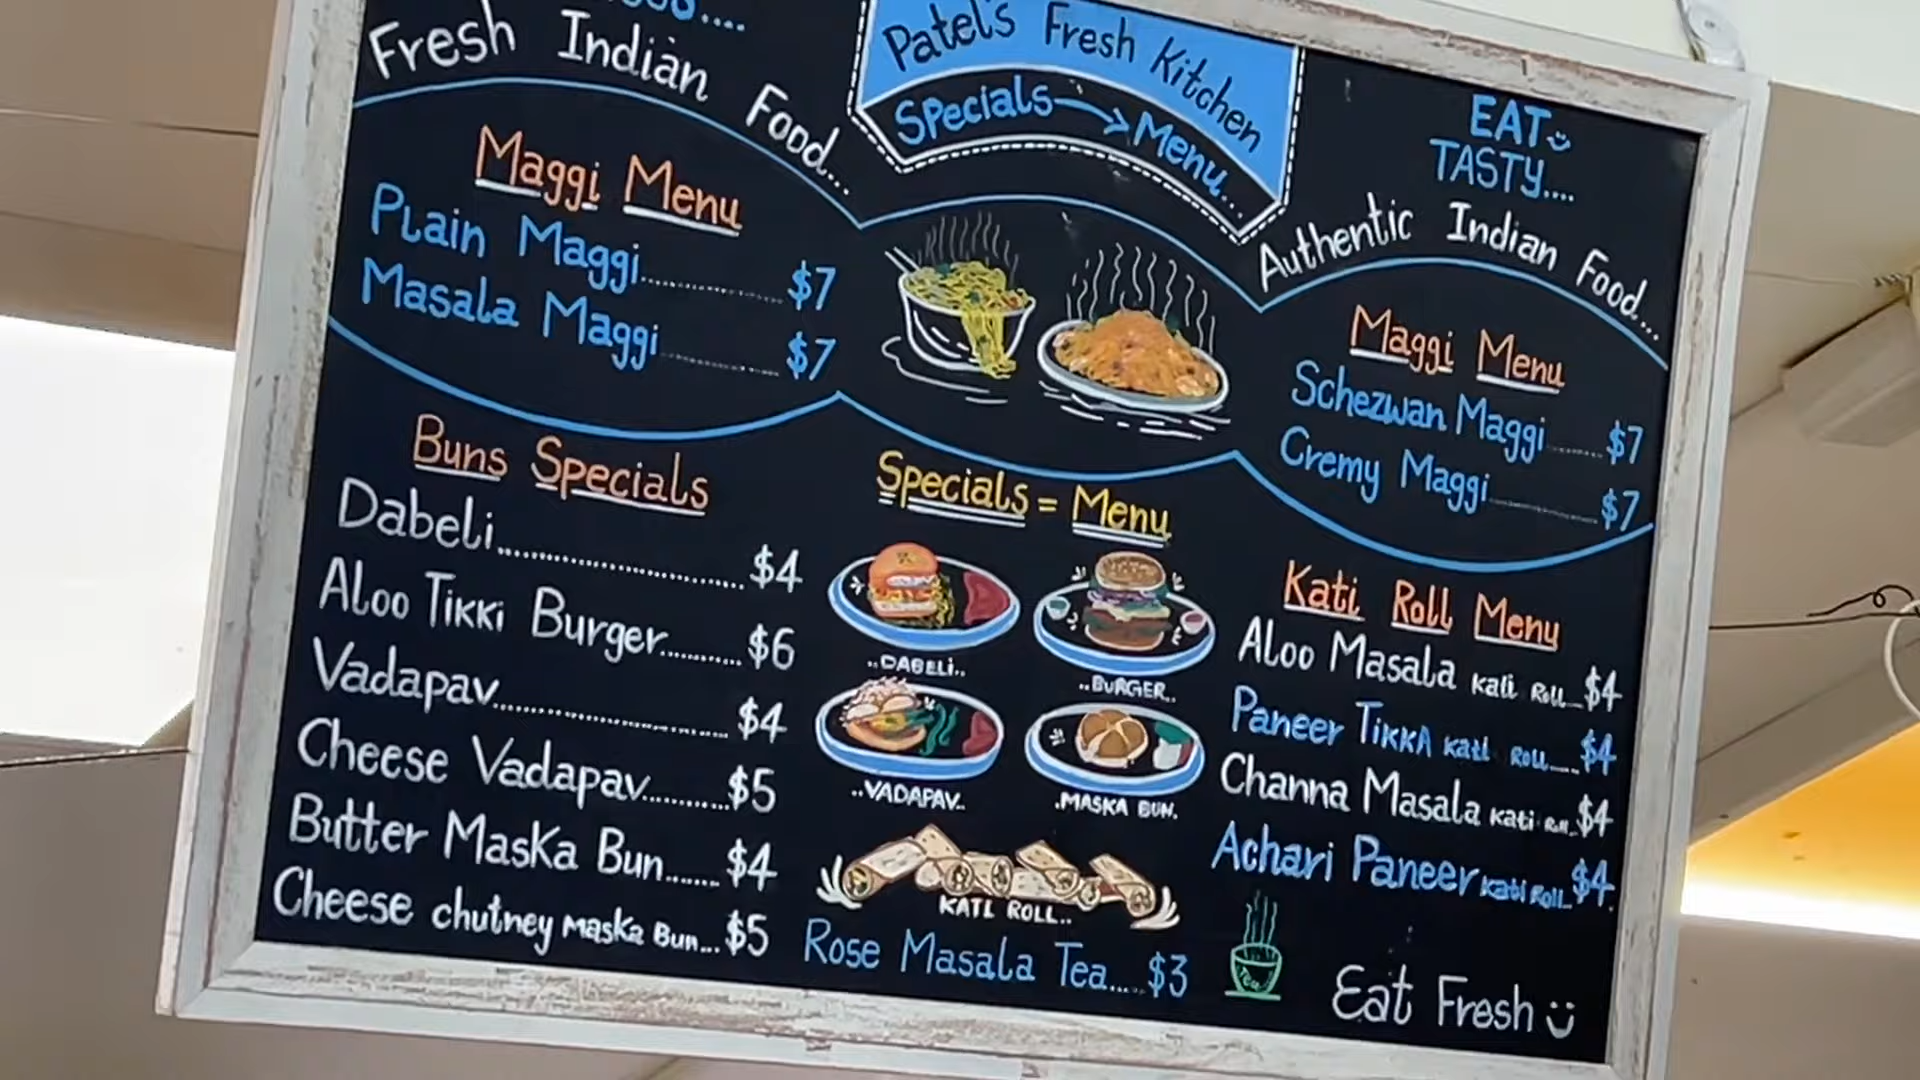 Fresh Indian Food...
Patel's Fresh Kitchen
Specials → Menu...
EAT
TASTY....
Authentic Indian Food...
Maggi Menu
Plain Maggi.................. $7
Masala Maggi............... $7
Maggi Menu
Schezwan Maggi....... $7
Cremy Maggi............... $7
Buns Specials
Dabeli............................ $4
Aloo Tikki Burger........... $6
Vadapav......................... $4
Cheese Vadapav.......... $5
Butter Maska Bun....... $4
Cheese chutney Maska Bun... $5
Specials = Menu
..DABELI..
..BURGER..
..VADAPAV..
.MASKA BUN.
KATI ROLL..
Rose Masala Tea.... $3
Tea
Kati Roll Menu
Aloo Masala Kati Roll... $4
Paneer Tikka Kati Roll.... $4
Channa Masala Kati Roll.. $4
Achari Paneer Kati Roll.. $4.
Eat Fresh